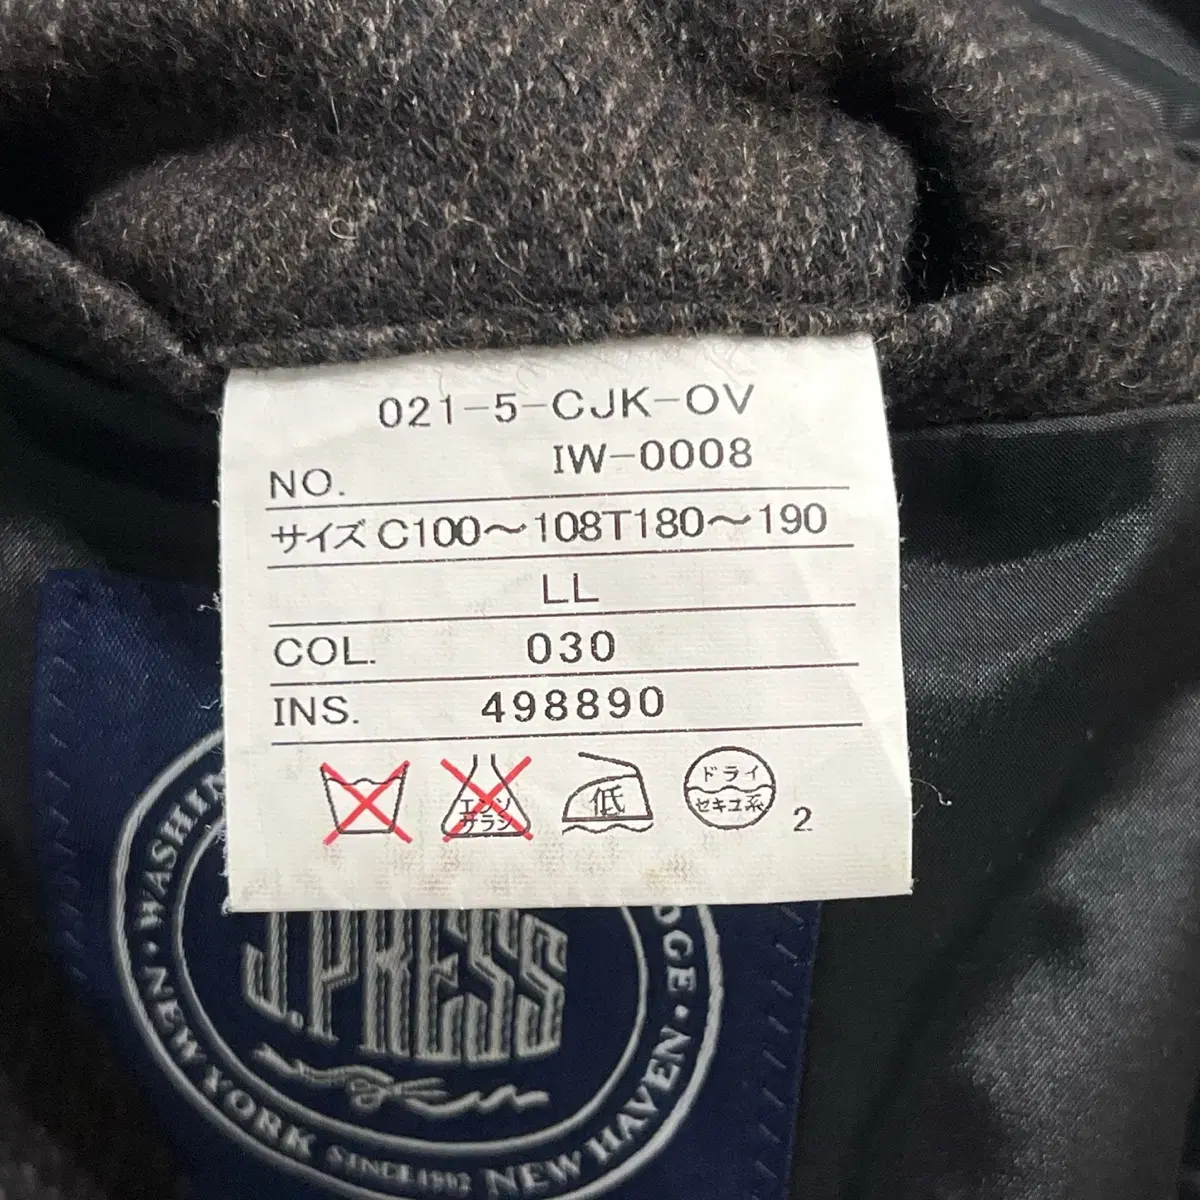 021-5-CJK-OV
IW-0008
NO.
サイズ C100～108T180～190
LL
COL. 030
INS. 498890
エンソ
サラシ
低
ドライ
セキユ系
2
J.PRESS
NEW YORK SINCE 1902 NEW HAVEN